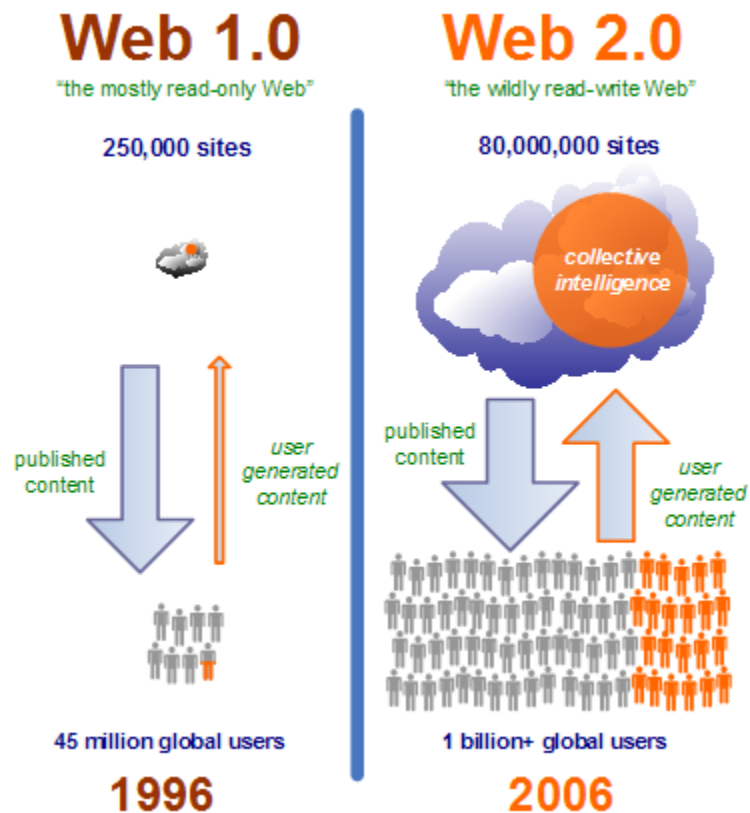 Web 1.0
“the mostly read-only Web”
250,000 sites
published
content
user
generated
content
45 million global users
1996
Web 2.0
“the wildly read-write Web”
80,000,000 sites
collective
intelligence
published
content
user
generated
content
1 billion+ global users
2006